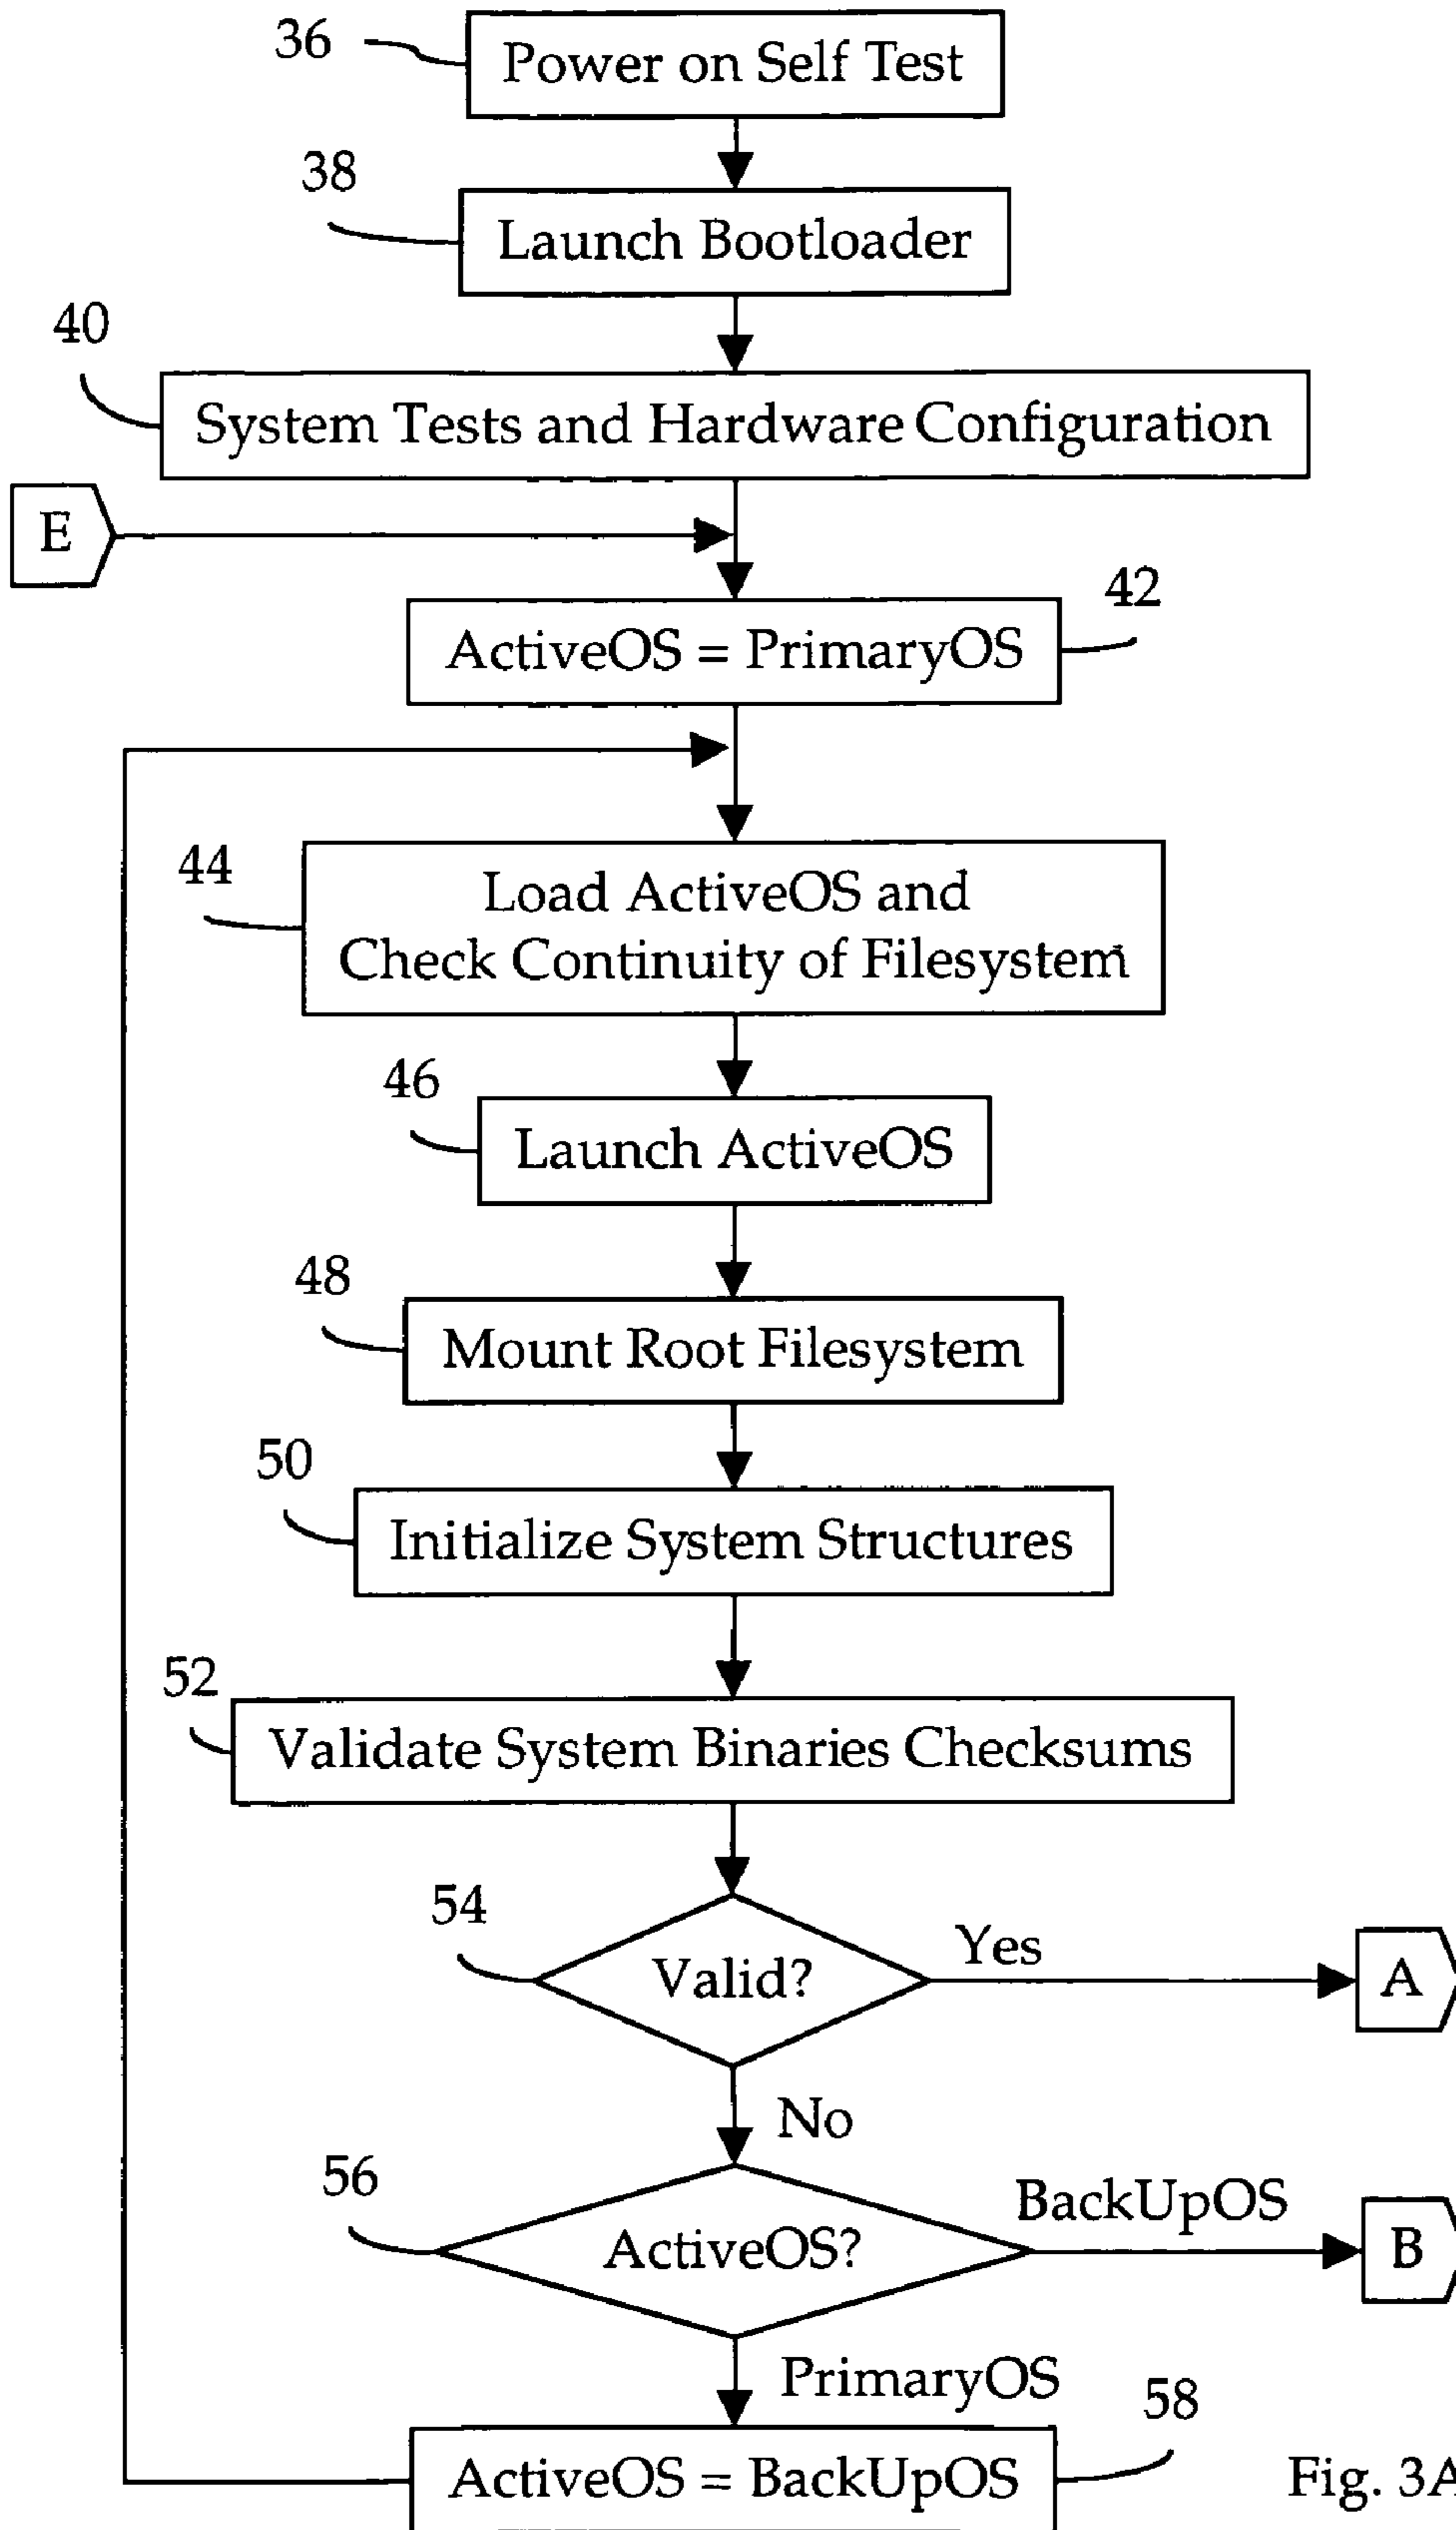 36
Power on Self Test
38
Launch Bootloader
40
System Tests and Hardware Configuration
E
42
ActiveOS = PrimaryOS
44
Load ActiveOS and
Check Continuity of Filesystem
46
Launch ActiveOS
48
Mount Root Filesystem
50
Initialize System Structures
52
Validate System Binaries Checksums
54
Valid?
Yes
A
No
56
ActiveOS?
BackUpOS
B
PrimaryOS
58
ActiveOS = BackUpOS
Fig. 3A